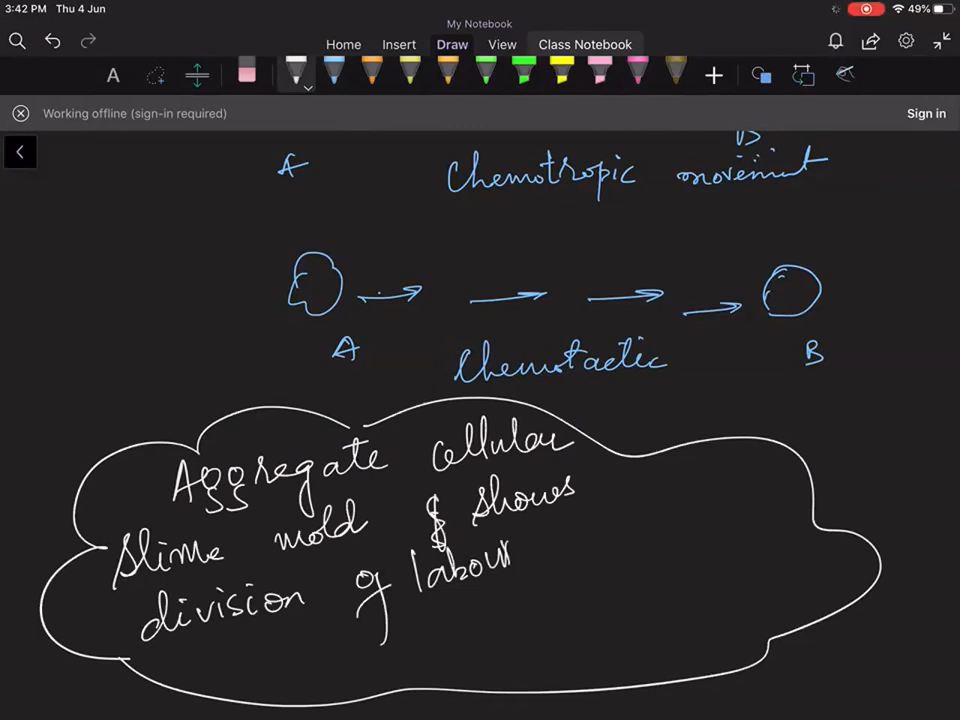 3:42 PM Thu 4 Jun
49%
My Notebook
Home Insert Draw View Class Notebook
A
Working offline (sign-in required) Sign in
B
A Chemotropic movement
A Chemotactic B
Aggregate cellular
slime mold & shows
division of labour